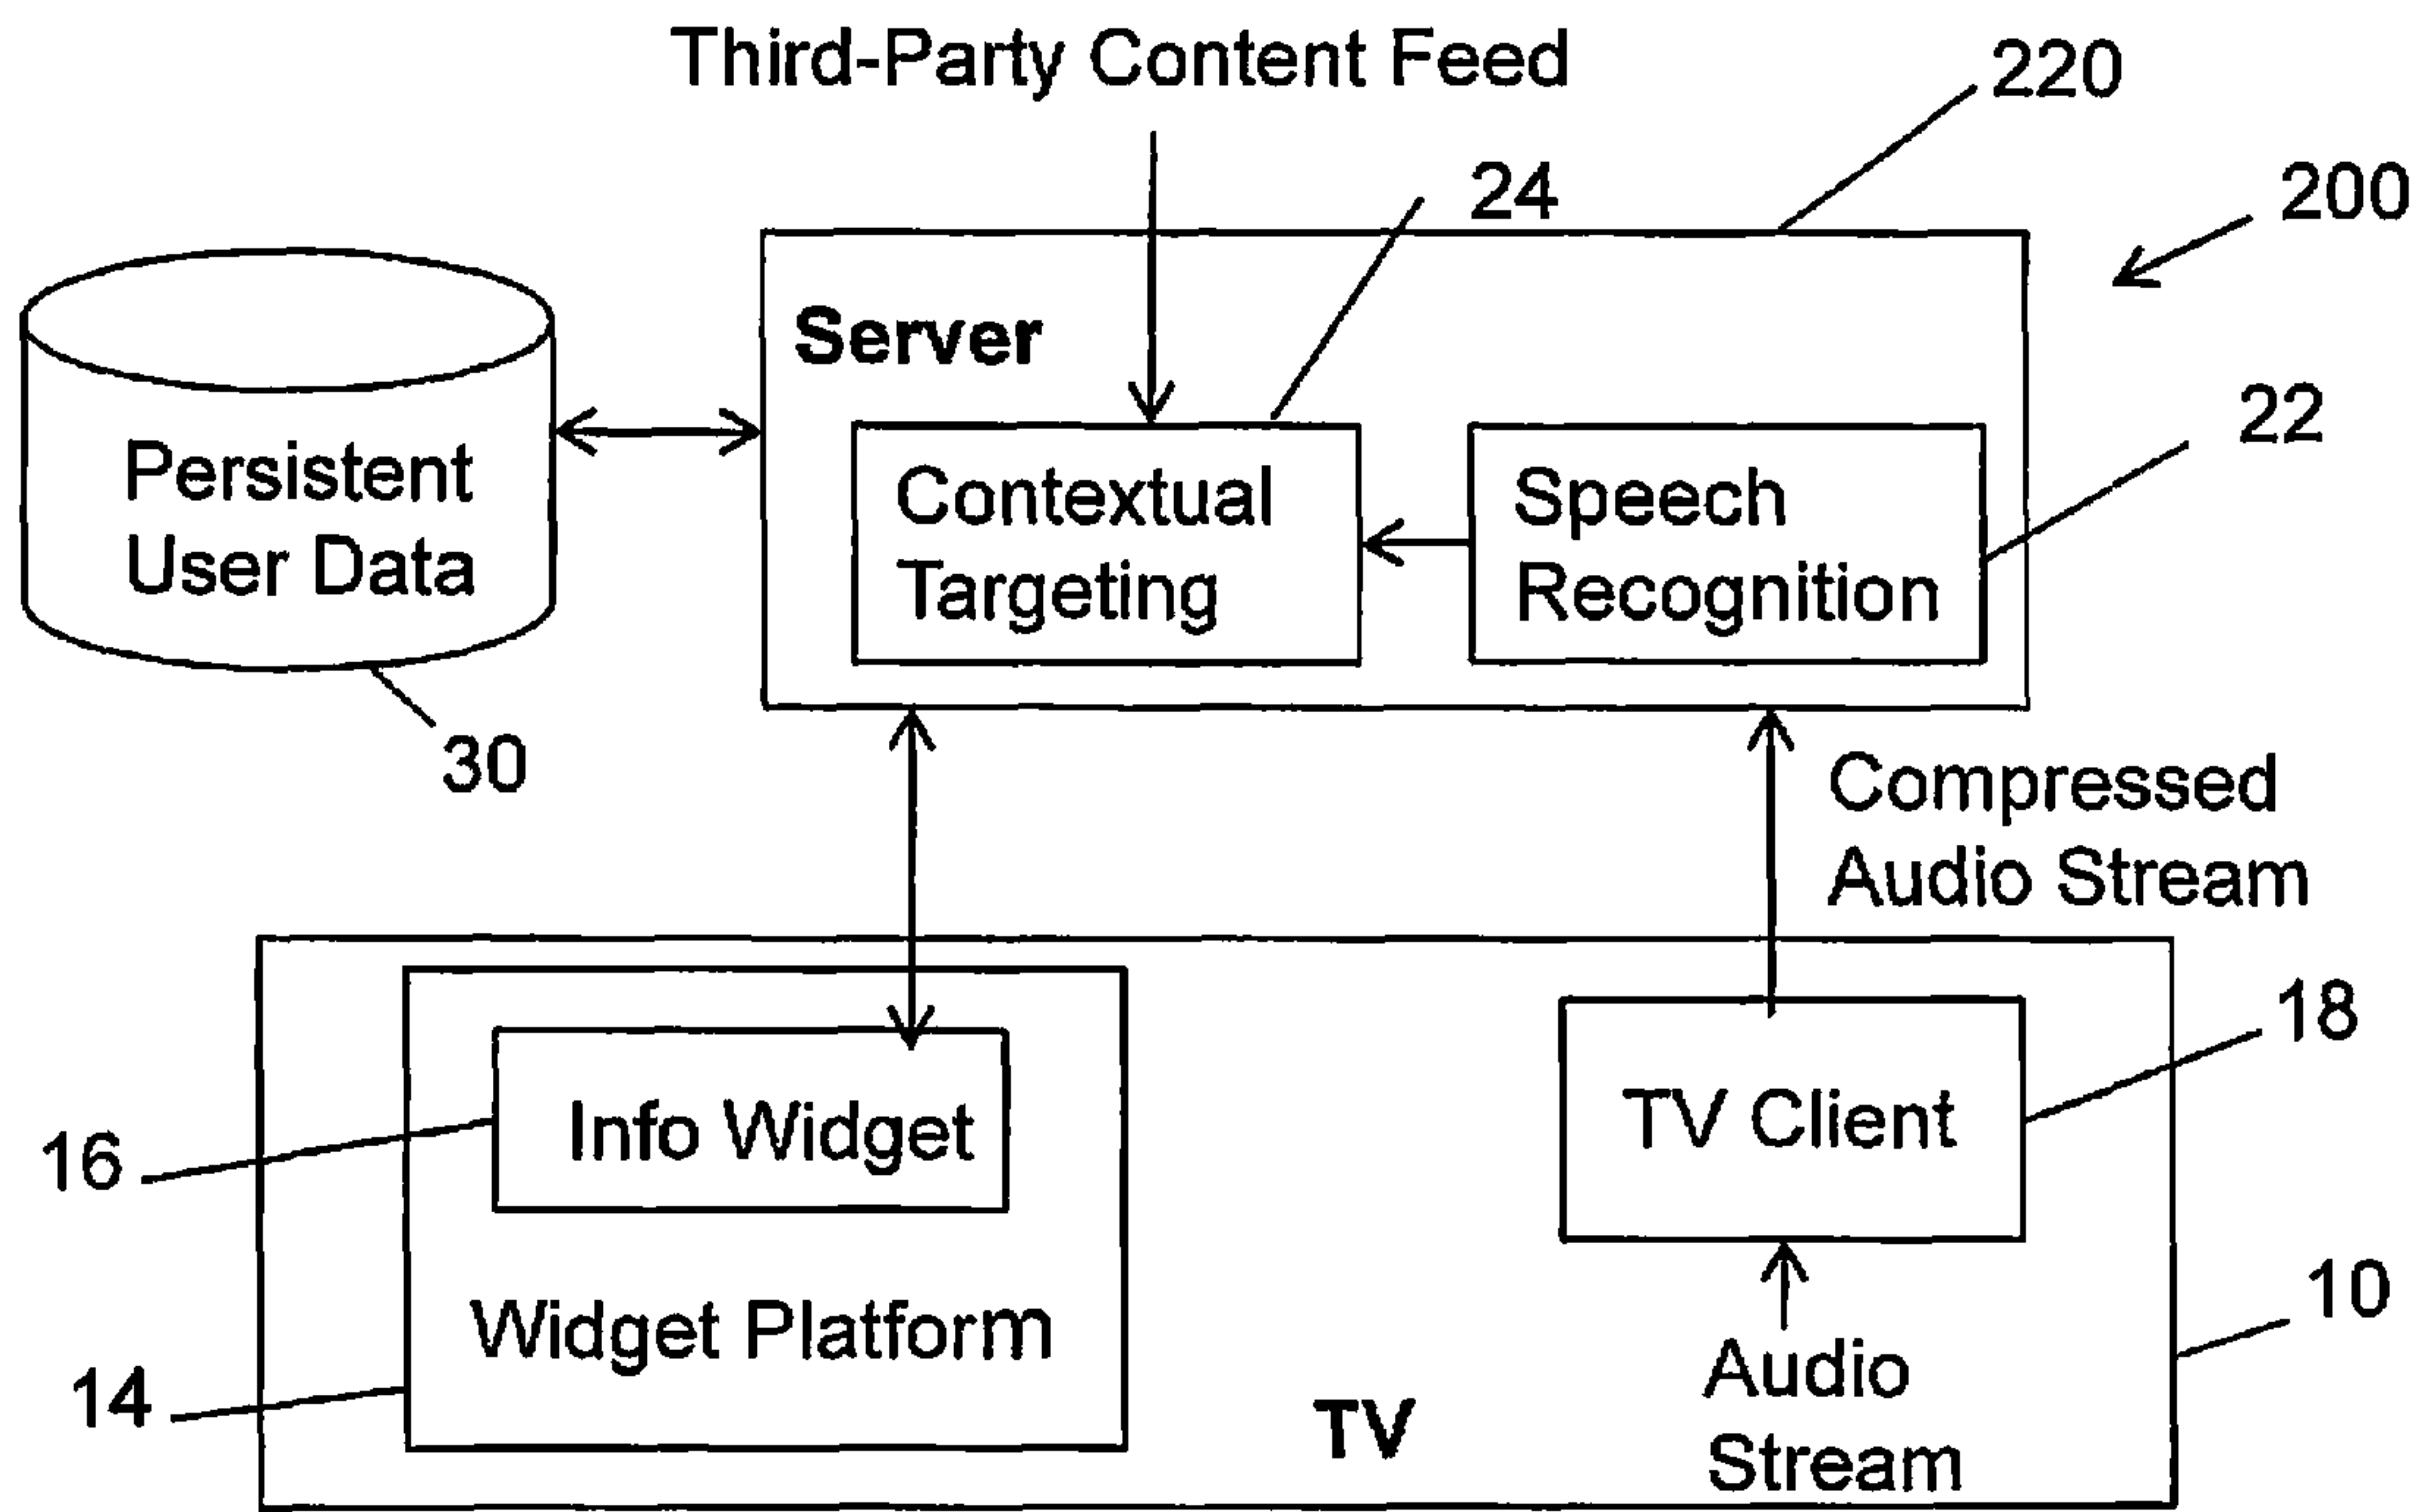 Third-Party Content Feed
220
200
24
Server
22
Persistent
User Data
Contextual
Targeting
Speech
Recognition
30
Compressed
Audio Stream
18
Info Widget
TV Client
16
10
Widget Platform
14
TV
Audio
Stream